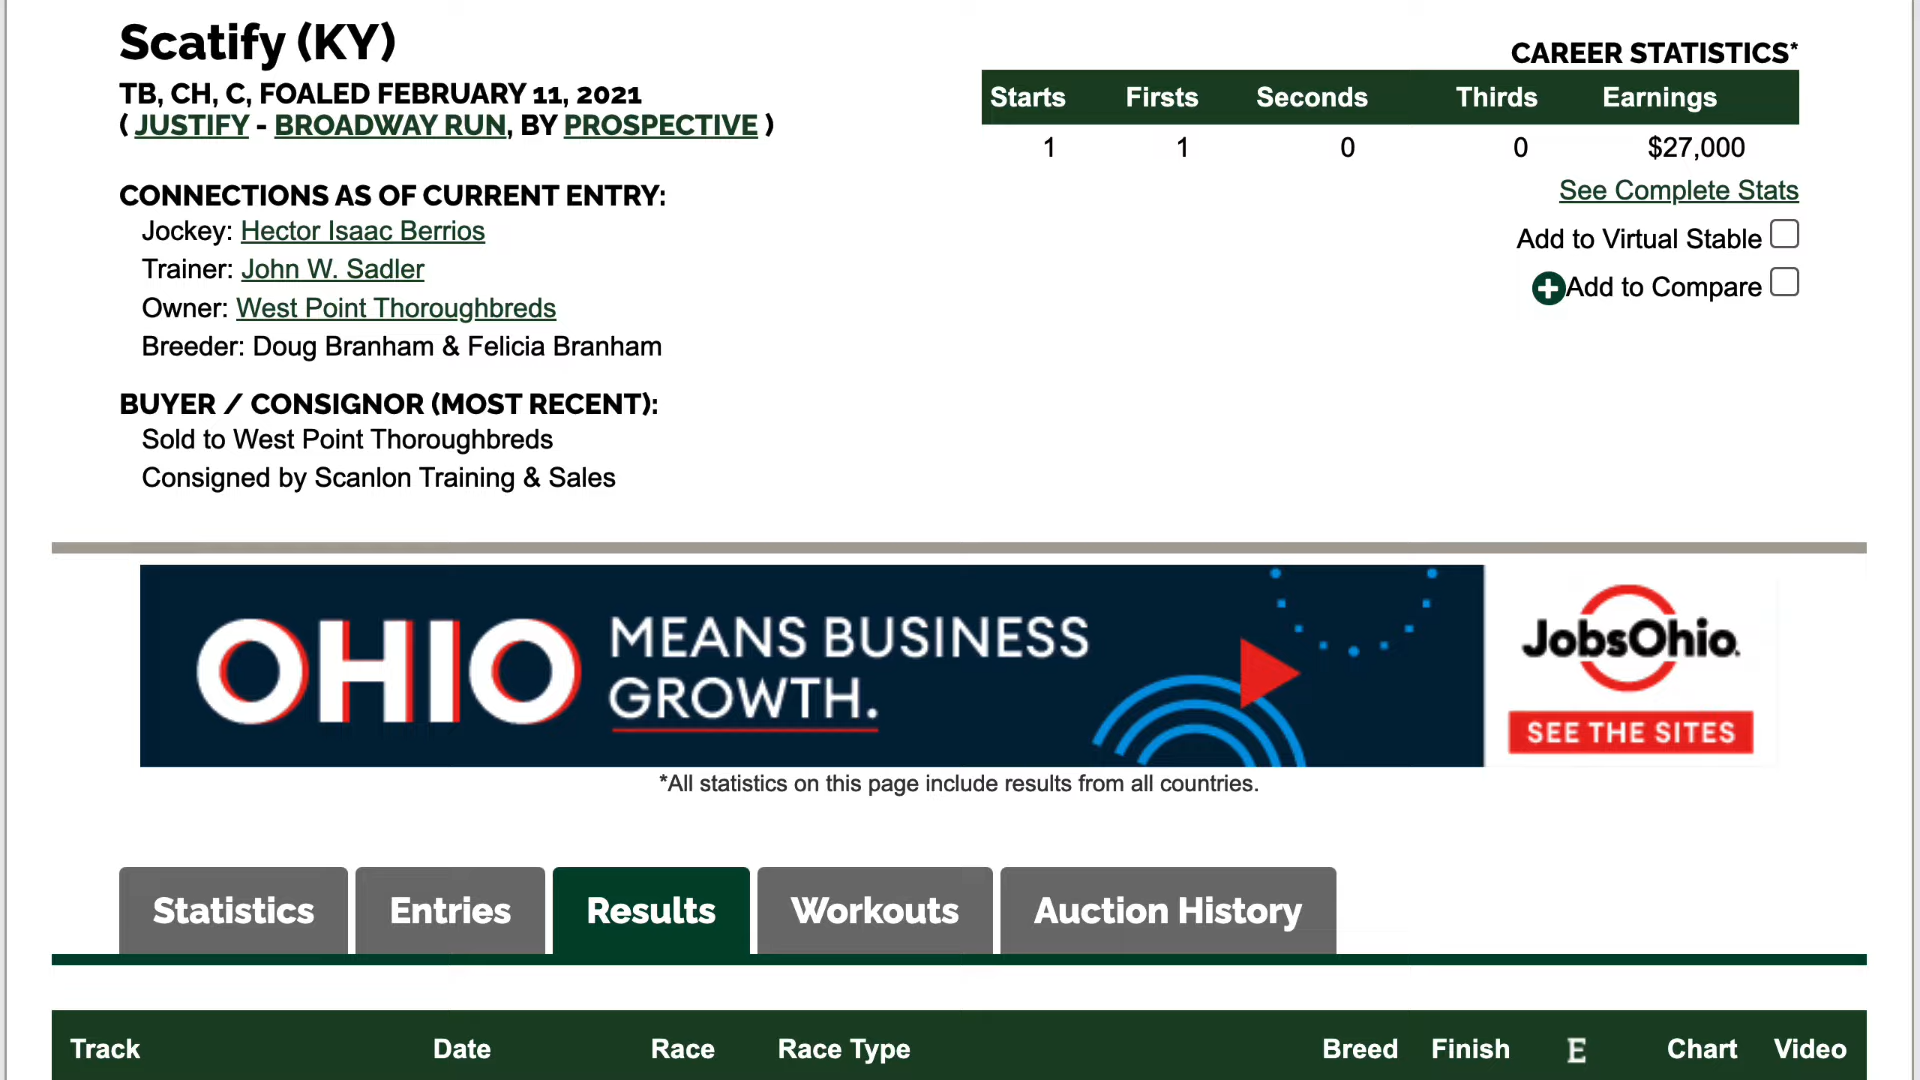 Scatify (KY)
TB, CH, C, FOALED FEBRUARY 11, 2021
( JUSTIFY - BROADWAY RUN, BY PROSPECTIVE )
CONNECTIONS AS OF CURRENT ENTRY:
Jockey: Hector Isaac Berrios
Trainer: John W. Sadler
Owner: West Point Thoroughbreds
Breeder: Doug Branham & Felicia Branham
BUYER / CONSIGNOR (MOST RECENT):
Sold to West Point Thoroughbreds
Consigned by Scanlon Training & Sales
CAREER STATISTICS*
Starts Firsts Seconds Thirds Earnings
1 1 0 0 $27,000
See Complete Stats
Add to Virtual Stable
Add to Compare
OHIO MEANS BUSINESS
GROWTH.
JobsOhio.
SEE THE SITES
*All statistics on this page include results from all countries.
Statistics Entries Results Workouts Auction History
Track Date Race Race Type Breed Finish E Chart Video